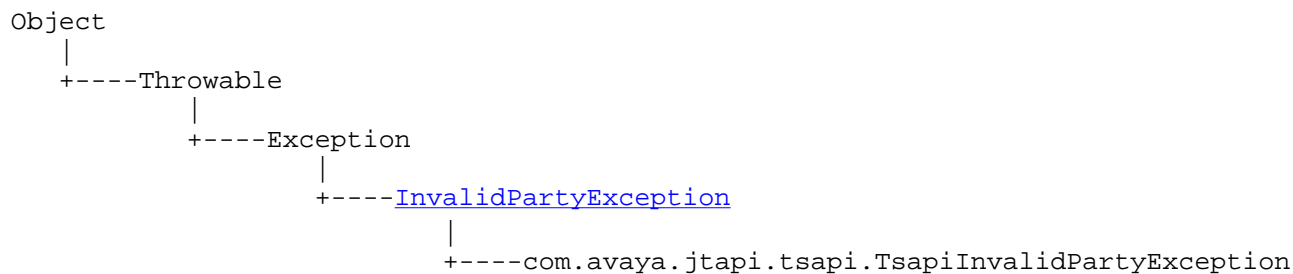 Object
   |
   +----Throwable
           |
           +----Exception
                   |
                   +----InvalidPartyException
                           |
                           +----com.avaya.jtapi.tsapi.TsapiInvalidPartyException